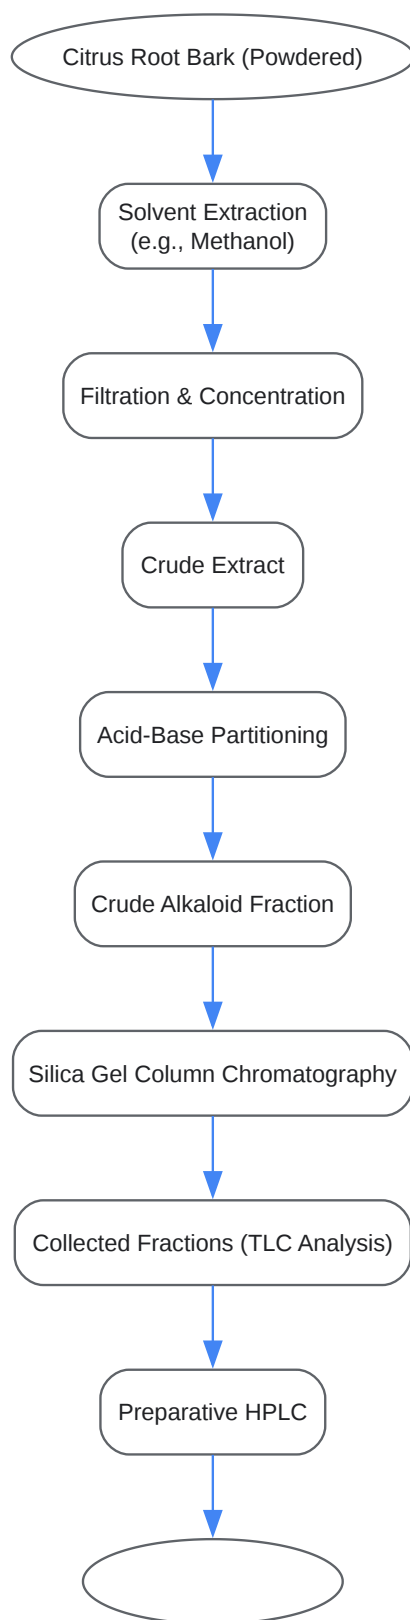 Citrus Root Bark (Powdered)
Solvent Extraction
(e.g., Methanol)
Filtration & Concentration
Crude Extract
Acid-Base Partitioning
Crude Alkaloid Fraction
Silica Gel Column Chromatography
Collected Fractions (TLC Analysis)
Preparative HPLC